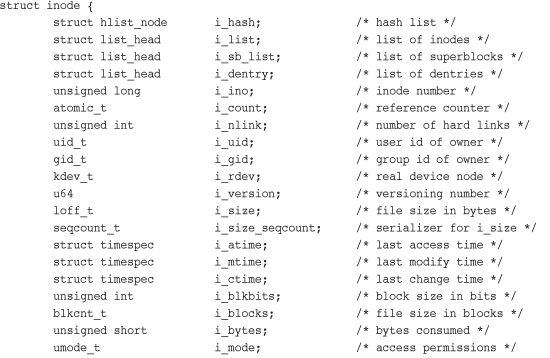 struct inode {
        struct hlist_node       i_hash;              /* hash list */
        struct list_head        i_list;              /* list of inodes */
        struct list_head        i_sb_list;           /* list of superblocks */
        struct list_head        i_dentry;            /* list of dentries */
        unsigned long           i_ino;               /* inode number */
        atomic_t                i_count;             /* reference counter */
        unsigned int            i_nlink;             /* number of hard links */
        uid_t                   i_uid;               /* user id of owner */
        gid_t                   i_gid;               /* group id of owner */
        kdev_t                  i_rdev;              /* real device node */
        u64                     i_version;           /* versioning number */
        loff_t                  i_size;              /* file size in bytes */
        seqcount_t              i_size_seqcount;     /* serializer for i_size */
        struct timespec         i_atime;             /* last access time */
        struct timespec         i_mtime;             /* last modify time */
        struct timespec         i_ctime;             /* last change time */
        unsigned int            i_blkbits;           /* block size in bits */
        blkcnt_t                i_blocks;            /* file size in blocks */
        unsigned short          i_bytes;             /* bytes consumed */
        umode_t                 i_mode;              /* access permissions */